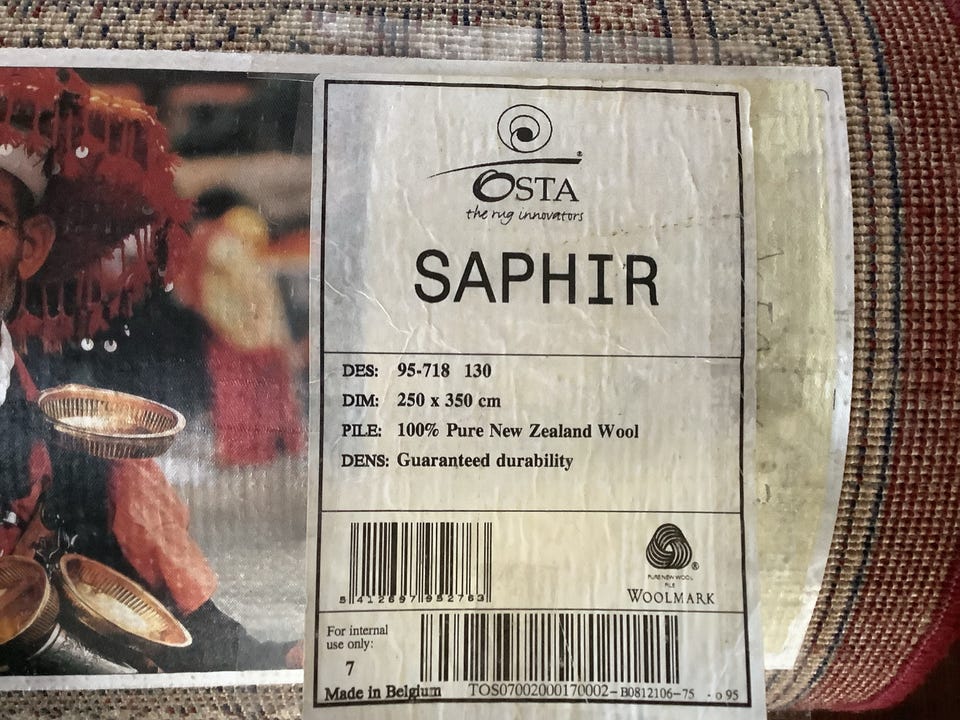 OSTA®
the rug innovators
SAPHIR
DES: 95-718 130
DIM: 250 x 350 cm
PILE: 100% Pure New Zealand Wool
DENS: Guaranteed durability
5 412697 952763
®
PURE NEW WOOL
PILE
WOOLMARK
For internal
use only:
7
Made in Belgium TOS07002000170002-B0812106-75 - o 95